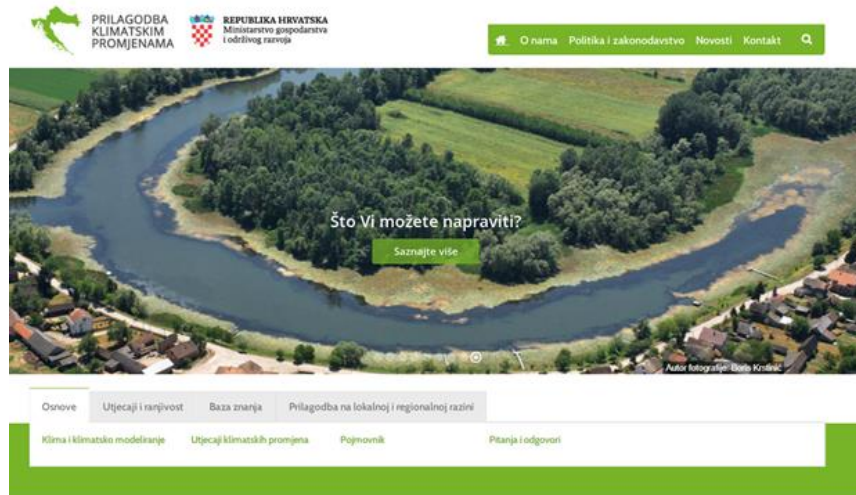 PRILAGODBA
KLIMATSKIM
PROMJENAMA
REPUBLIKA HRVATSKA
Ministarstvo gospodarstva
i održivog razvoja
O nama Politika i zakonodavstvo Novosti Kontakt
Što Vi možete napraviti?
Saznajte više
Autor fotografije: Boris Krstinić
Osnove Utjecaji i ranjivost Baza znanja Prilagodba na lokalnoj i regionalnoj razini
Klima i klimatsko modeliranje Utjecaji klimatskih promjena Pojmovnik Pitanja i odgovori